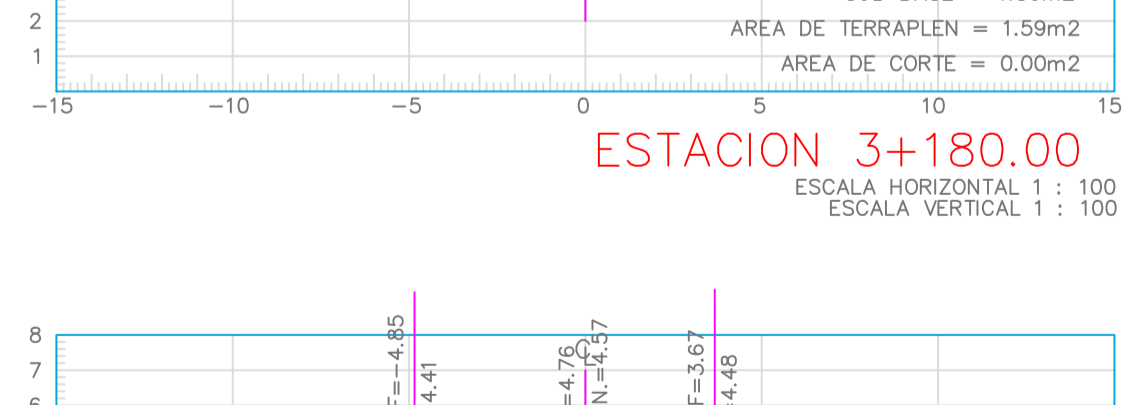 2
AREA DE TERRAPLEN = 1.59m2
1
AREA DE CORTE = 0.00m2
-15 -10 -5 0 5 10 15
ESTACION 3+180.00
ESCALA HORIZONTAL 1 : 100
ESCALA VERTICAL 1 : 100
8
7
F=-4.85
4.41
=4.76
N.=4.57
F=3.67
=4.48